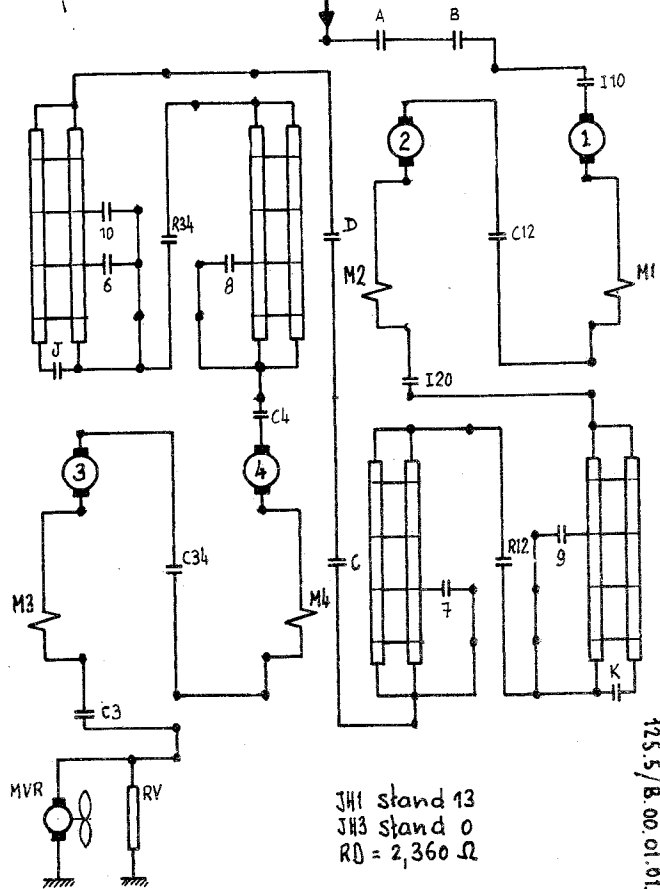 A B
I10
2 1
10 R34 D C12
6 8
M2 M1
J
I20
C4
3 4
C34 C R12 9
7
M3 M4
K
C3
MVR RV
JH1 stand 13
JH3 stand 0
RD = 2,360 Ω
125.5/B.00.01.01.